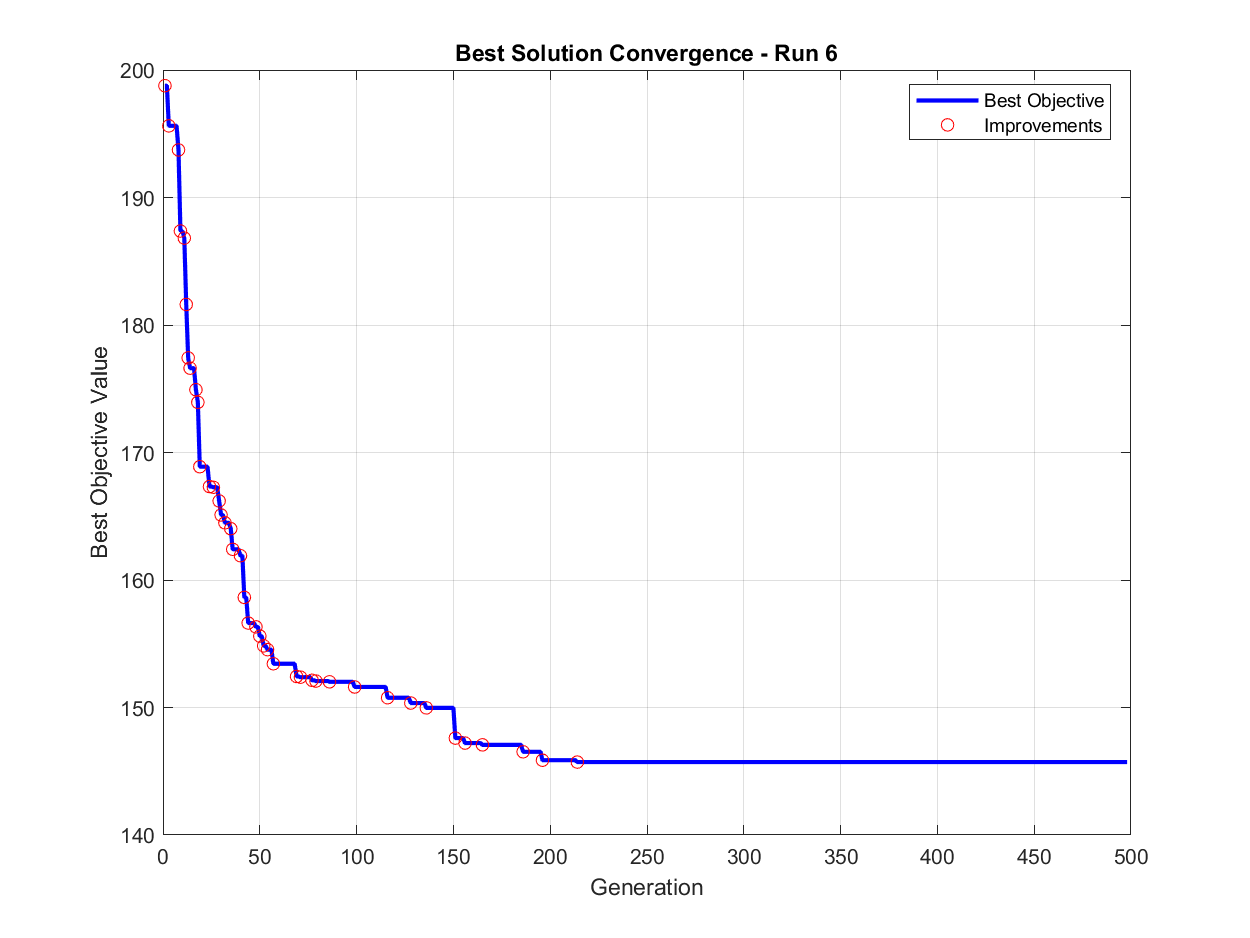 Best Solution Convergence - Run 6
Best Objective
Improvements
Best Objective Value
200
190
180
170
160
150
140
0 50 100 150 200 250 300 350 400 450 500
Generation